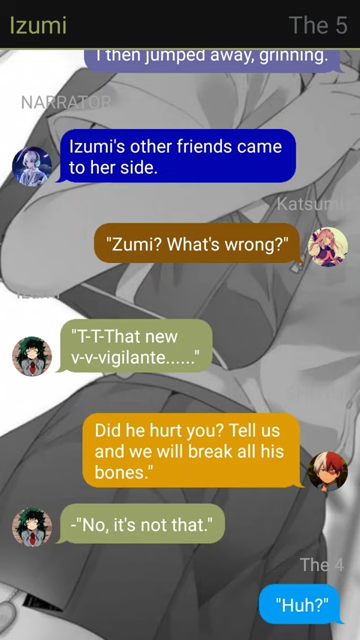 Izumi
The 5
I then jumped away, grinning.
NARRATOR
Izumi's other friends came
to her side.
Katsumi
"Zumi? What's wrong?"
Izumi
"T-T-That new
v-v-vigilante......"
Did he hurt you? Tell us
and we will break all his
bones."
-"No, it's not that."
The 4
"Huh?"